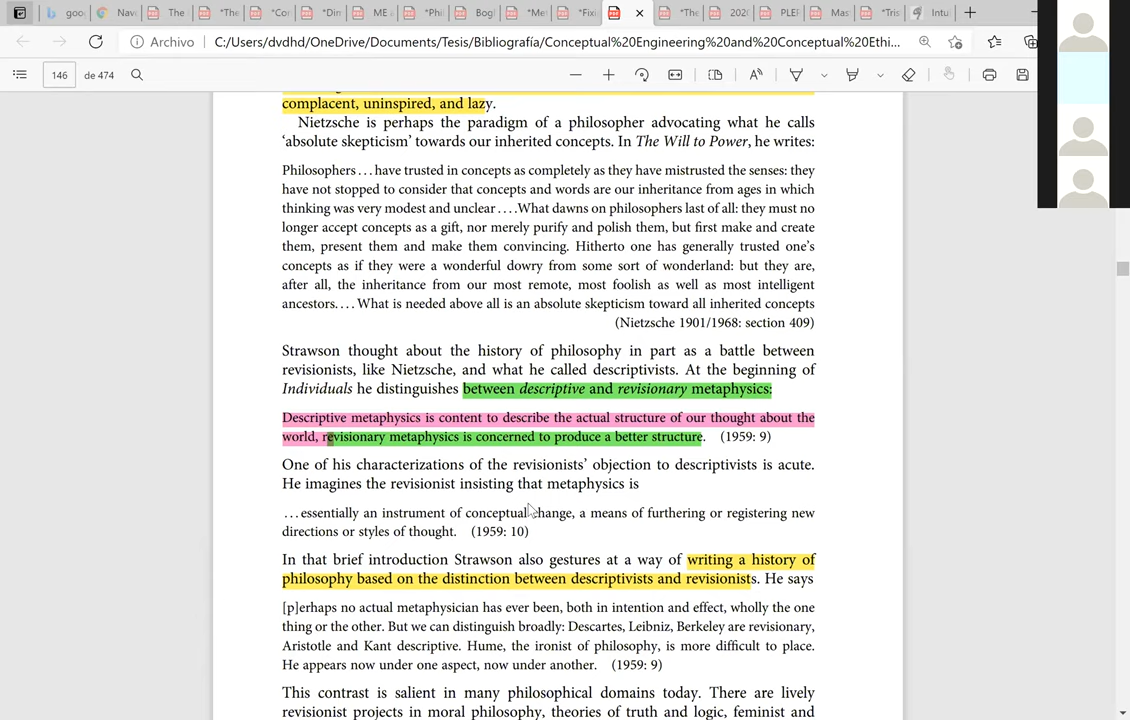 goo
Nav
The
*The
*Cor
*Din
ME a
*Phi
Bog
*Me
*Fixi
*The
202
PLEF
Mas
*Tris
Intu
Archivo
C:/Users/dvdhd/OneDrive/Documents/Tesis/Bibliografía/Conceptual%20Engineering%20and%20Conceptual%20Ethi...
146 de 474
complacent, uninspired, and lazy.
Nietzsche is perhaps the paradigm of a philosopher advocating what he calls
‘absolute skepticism’ towards our inherited concepts. In The Will to Power, he writes:
Philosophers . . . have trusted in concepts as completely as they have mistrusted the senses: they
have not stopped to consider that concepts and words are our inheritance from ages in which
thinking was very modest and unclear . . . . What dawns on philosophers last of all: they must no
longer accept concepts as a gift, nor merely purify and polish them, but first make and create
them, present them and make them convincing. Hitherto one has generally trusted one’s
concepts as if they were a wonderful dowry from some sort of wonderland: but they are,
after all, the inheritance from our most remote, most foolish as well as most intelligent
ancestors. . . . What is needed above all is an absolute skepticism toward all inherited concepts
(Nietzsche 1901/1968: section 409)
Strawson thought about the history of philosophy in part as a battle between
revisionists, like Nietzsche, and what he called descriptivists. At the beginning of
Individuals he distinguishes between descriptive and revisionary metaphysics:
Descriptive metaphysics is content to describe the actual structure of our thought about the
world, revisionary metaphysics is concerned to produce a better structure. (1959: 9)
One of his characterizations of the revisionists’ objection to descriptivists is acute.
He imagines the revisionist insisting that metaphysics is
. . . essentially an instrument of conceptual change, a means of furthering or registering new
directions or styles of thought. (1959: 10)
In that brief introduction Strawson also gestures at a way of writing a history of
philosophy based on the distinction between descriptivists and revisionists. He says
[p]erhaps no actual metaphysician has ever been, both in intention and effect, wholly the one
thing or the other. But we can distinguish broadly: Descartes, Leibniz, Berkeley are revisionary,
Aristotle and Kant descriptive. Hume, the ironist of philosophy, is more difficult to place.
He appears now under one aspect, now under another. (1959: 9)
This contrast is salient in many philosophical domains today. There are lively
revisionist projects in moral philosophy, theories of truth and logic, feminist and